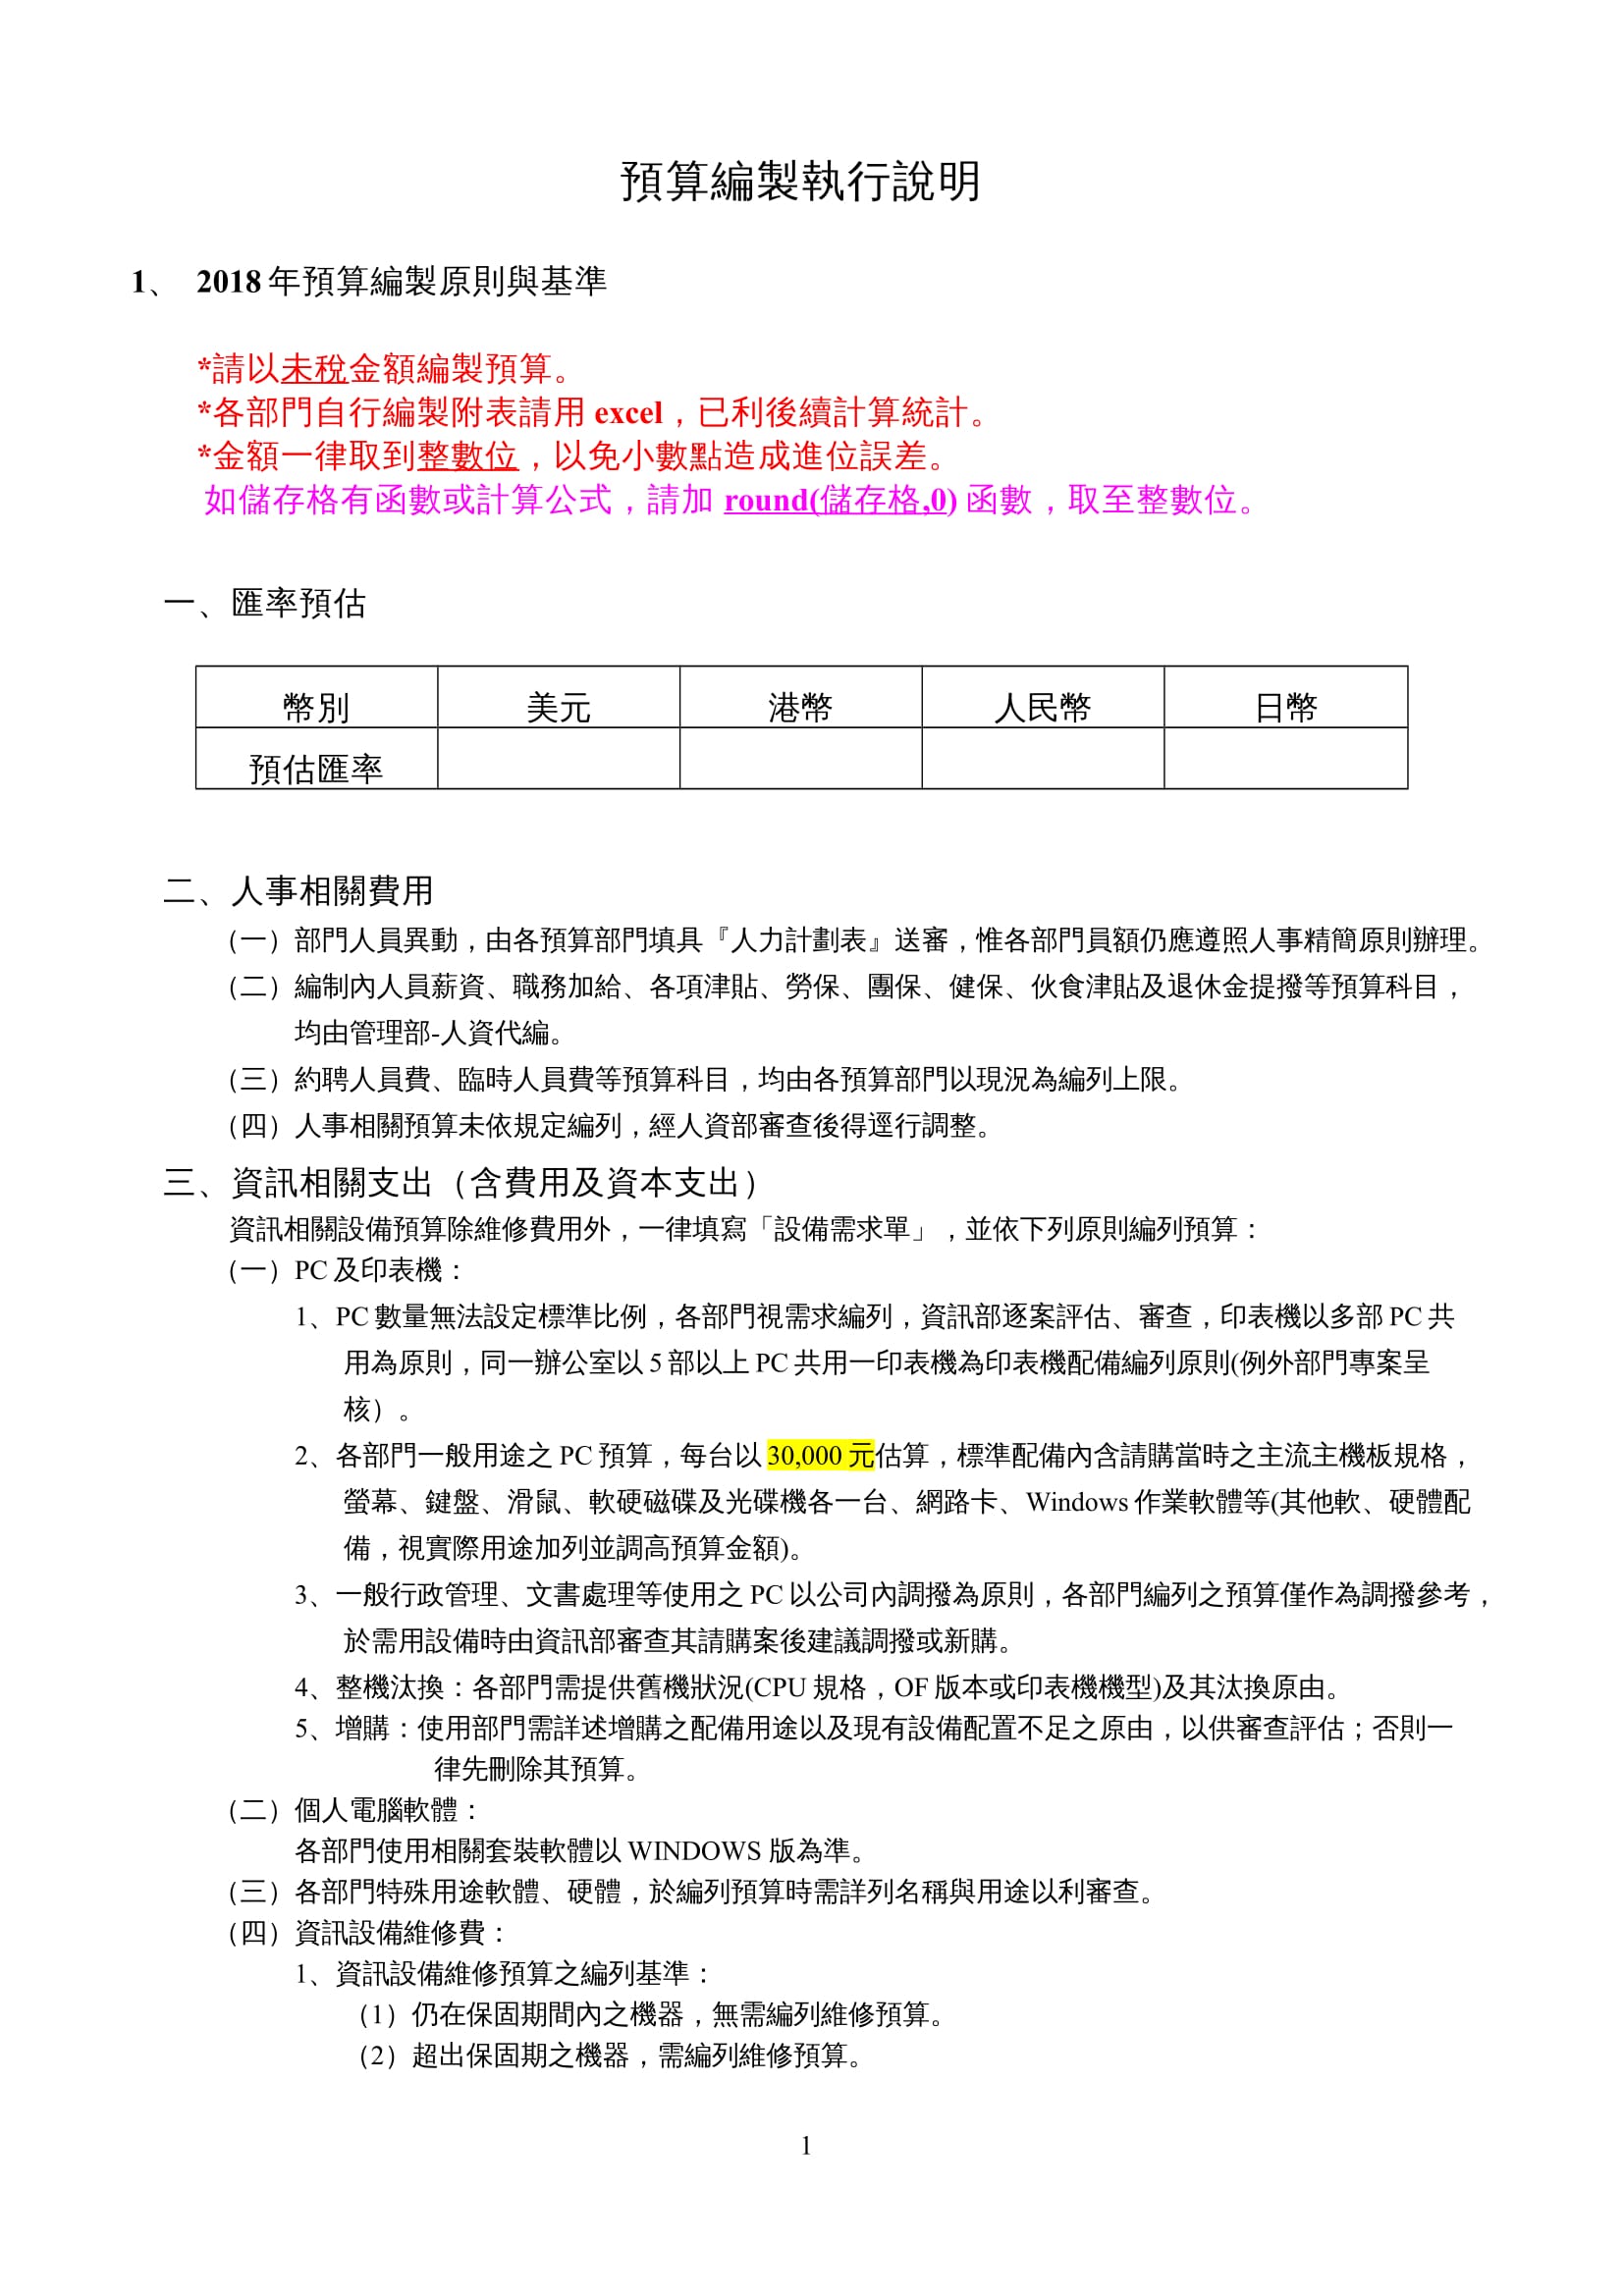 預算編製執行說明
1、 2018年預算編製原則與基準
*請以未稅金額編製預算。
*各部門自行編製附表請用 excel，已利後續計算統計。
*金額一律取到整數位，以免小數點造成進位誤差。
如儲存格有函數或計算公式，請加 round(儲存格,0) 函數，取至整數位。
一、匯率預估
幣別 美元 港幣 人民幣 日幣
預估匯率
二、人事相關費用
（一）部門人員異動，由各預算部門填具『人力計劃表』送審，惟各部門員額仍應遵照人事精簡原則辦理。
（二）編制內人員薪資、職務加給、各項津貼、勞保、團保、健保、伙食津貼及退休金提撥等預算科目，
均由管理部-人資代編。
（三）約聘人員費、臨時人員費等預算科目，均由各預算部門以現況為編列上限。
（四）人事相關預算未依規定編列，經人資部審查後得逕行調整。
三、資訊相關支出（含費用及資本支出）
資訊相關設備預算除維修費用外，一律填寫「設備需求單」，並依下列原則編列預算：
（一）PC 及印表機：
1、PC 數量無法設定標準比例，各部門視需求編列，資訊部逐案評估、審查，印表機以多部 PC 共
用為原則，同一辦公室以 5 部以上 PC 共用一印表機為印表機配備編列原則(例外部門專案呈
核）。
2、各部門一般用途之 PC 預算，每台以 30,000 元估算，標準配備內含請購當時之主流主機板規格，
螢幕、鍵盤、滑鼠、軟硬磁碟及光碟機各一台、網路卡、Windows 作業軟體等(其他軟、硬體配
備，視實際用途加列並調高預算金額)。
3、一般行政管理、文書處理等使用之 PC 以公司內調撥為原則，各部門編列之預算僅作為調撥參考，
於需用設備時由資訊部審查其請購案後建議調撥或新購。
4、整機汰換：各部門需提供舊機狀況(CPU 規格，OF 版本或印表機機型)及其汰換原由。
5、增購：使用部門需詳述增購之配備用途以及現有設備配置不足之原由，以供審查評估；否則一
律先刪除其預算。
（二）個人電腦軟體：
各部門使用相關套裝軟體以 WINDOWS 版為準。
（三）各部門特殊用途軟體、硬體，於編列預算時需詳列名稱與用途以利審查。
（四）資訊設備維修費：
1、資訊設備維修預算之編列基準：
（1）仍在保固期間內之機器，無需編列維修預算。
（2）超出保固期之機器，需編列維修預算。
1